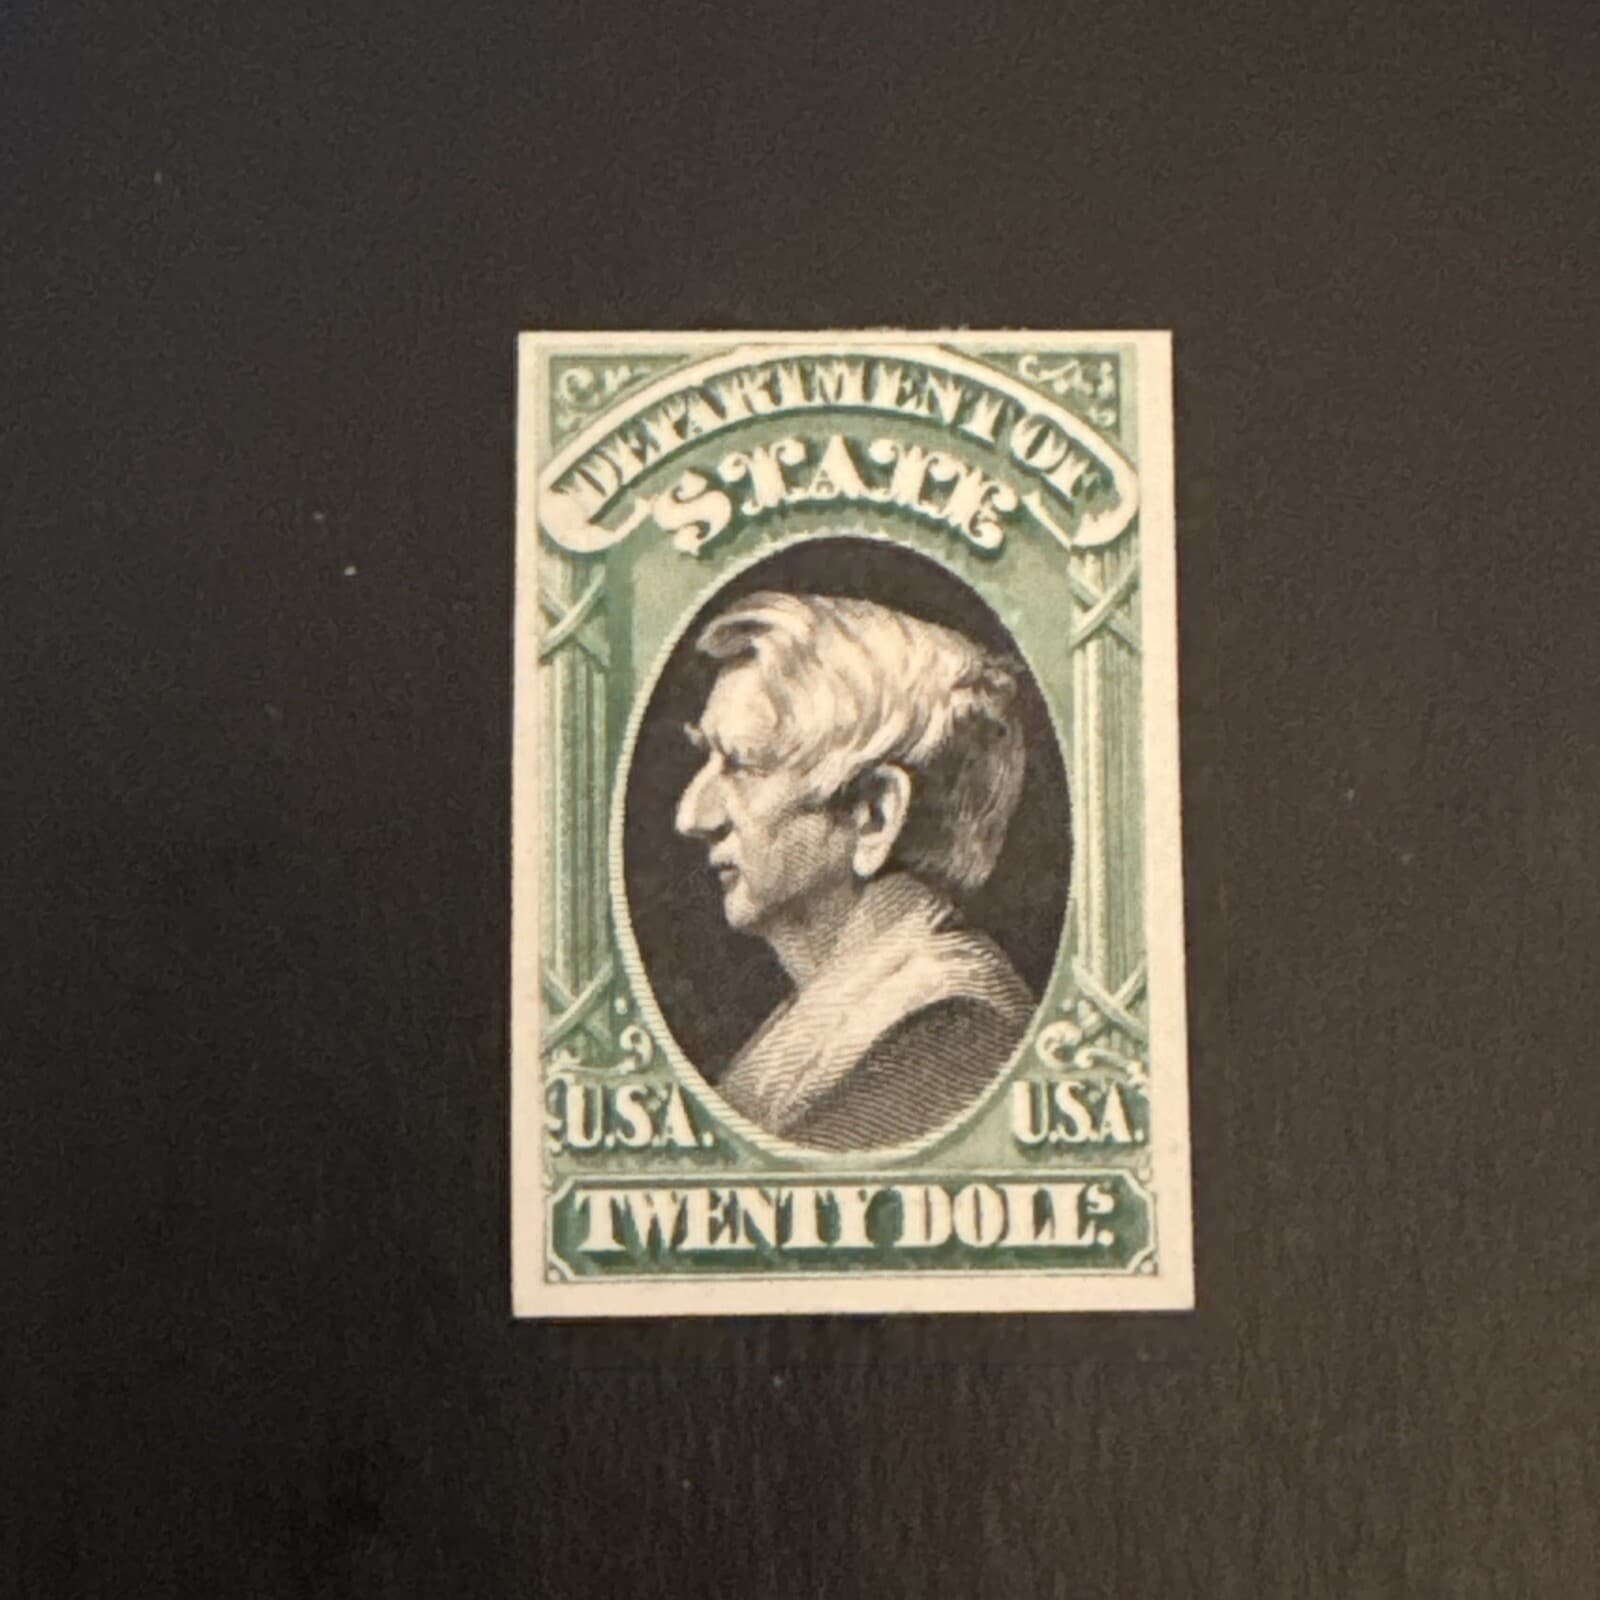 DEPARTMENT OF
STATE
U.S.A. U.S.A.
TWENTY DOLLS.